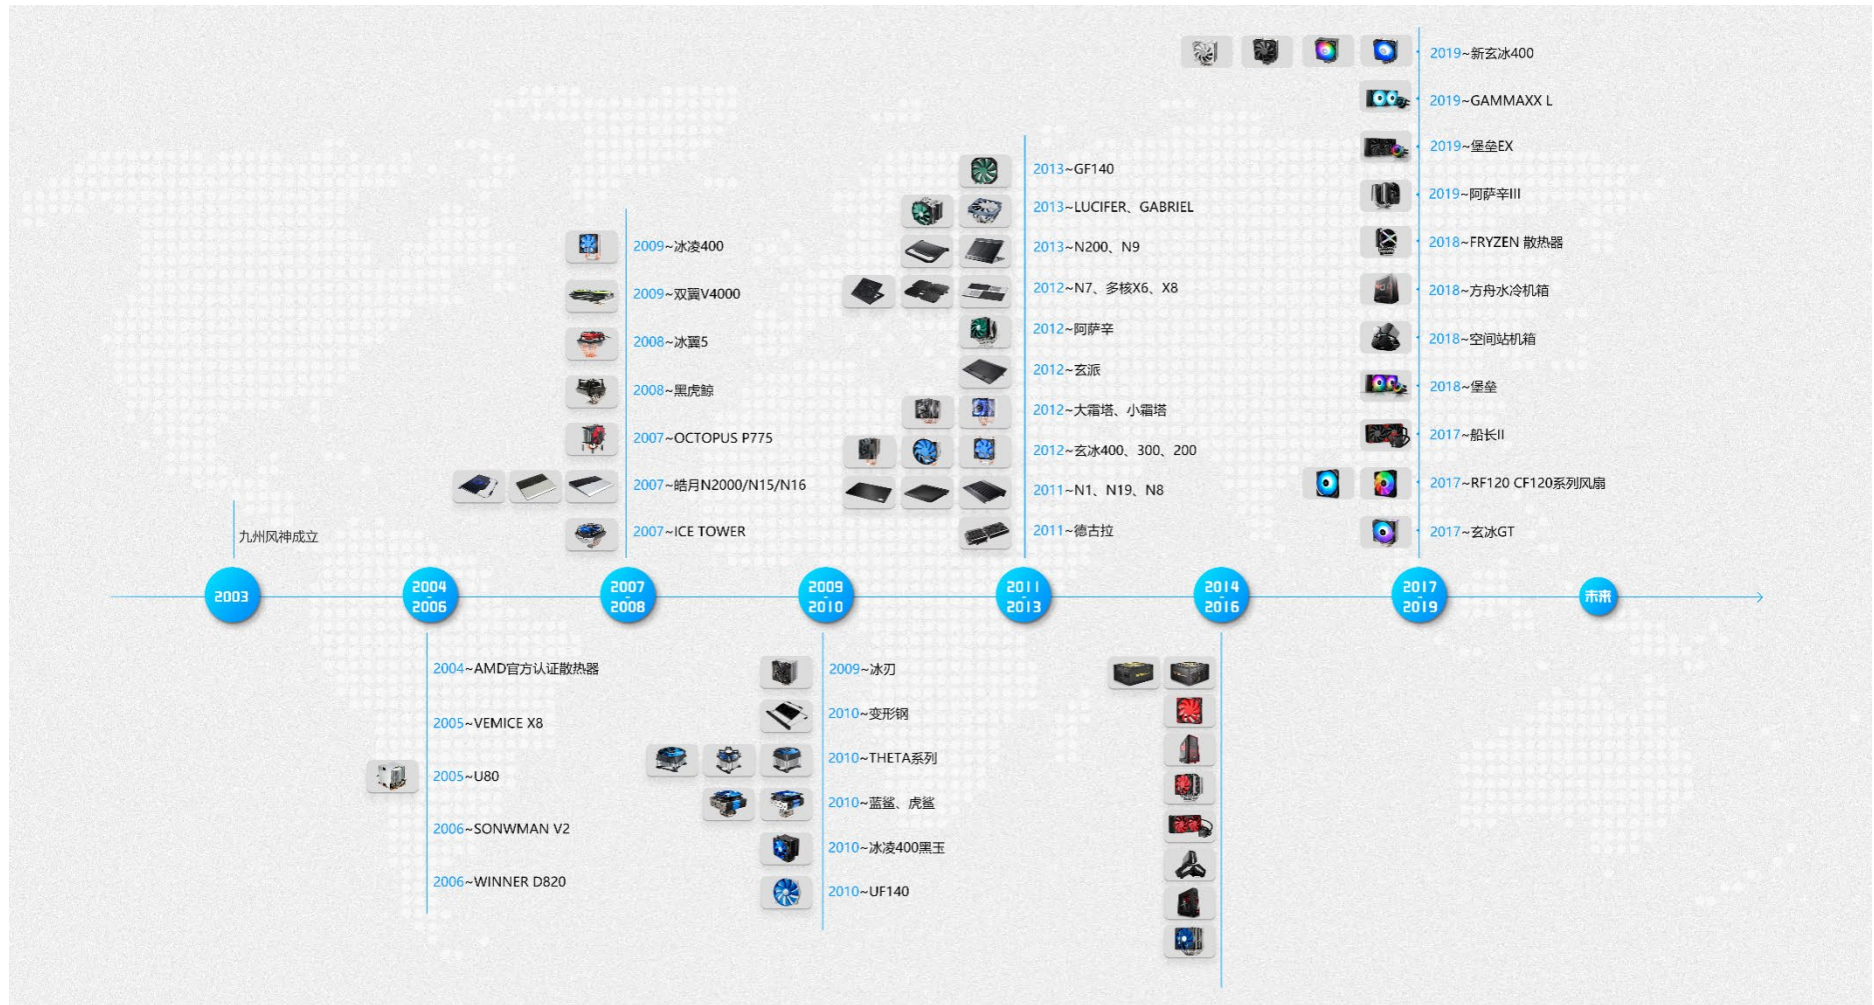 2003
九州风神成立
2004
-
2006
2004~AMD官方认证散热器
2005~VEMICE X8
2005~U80
2006~SONWMAN V2
2006~WINNER D820
2007
-
2008
2009~冰凌400
2009~双翼V4000
2008~冰翼5
2008~黑虎鲸
2007~OCTOPUS P775
2007~皓月N2000/N15/N16
2007~ICE TOWER
2009
-
2010
2009~冰刃
2010~变形钢
2010~THETA系列
2010~蓝鲨、虎鲨
2010~冰凌400黑玉
2010~UF140
2011
-
2013
2013~GF140
2013~LUCIFER、GABRIEL
2013~N200、N9
2012~N7、多核X6、X8
2012~阿萨辛
2012~玄派
2012~大霜塔、小霜塔
2012~玄冰400、300、200
2011~N1、N19、N8
2011~德古拉
2014
-
2016
2017
-
2019
2019~新玄冰400
2019~GAMMAXX L
2019~堡垒EX
2019~阿萨辛III
2018~FRYZEN 散热器
2018~方舟水冷机箱
2018~空间站机箱
2018~堡垒
2017~船长II
2017~RF120 CF120系列风扇
2017~玄冰GT
未来